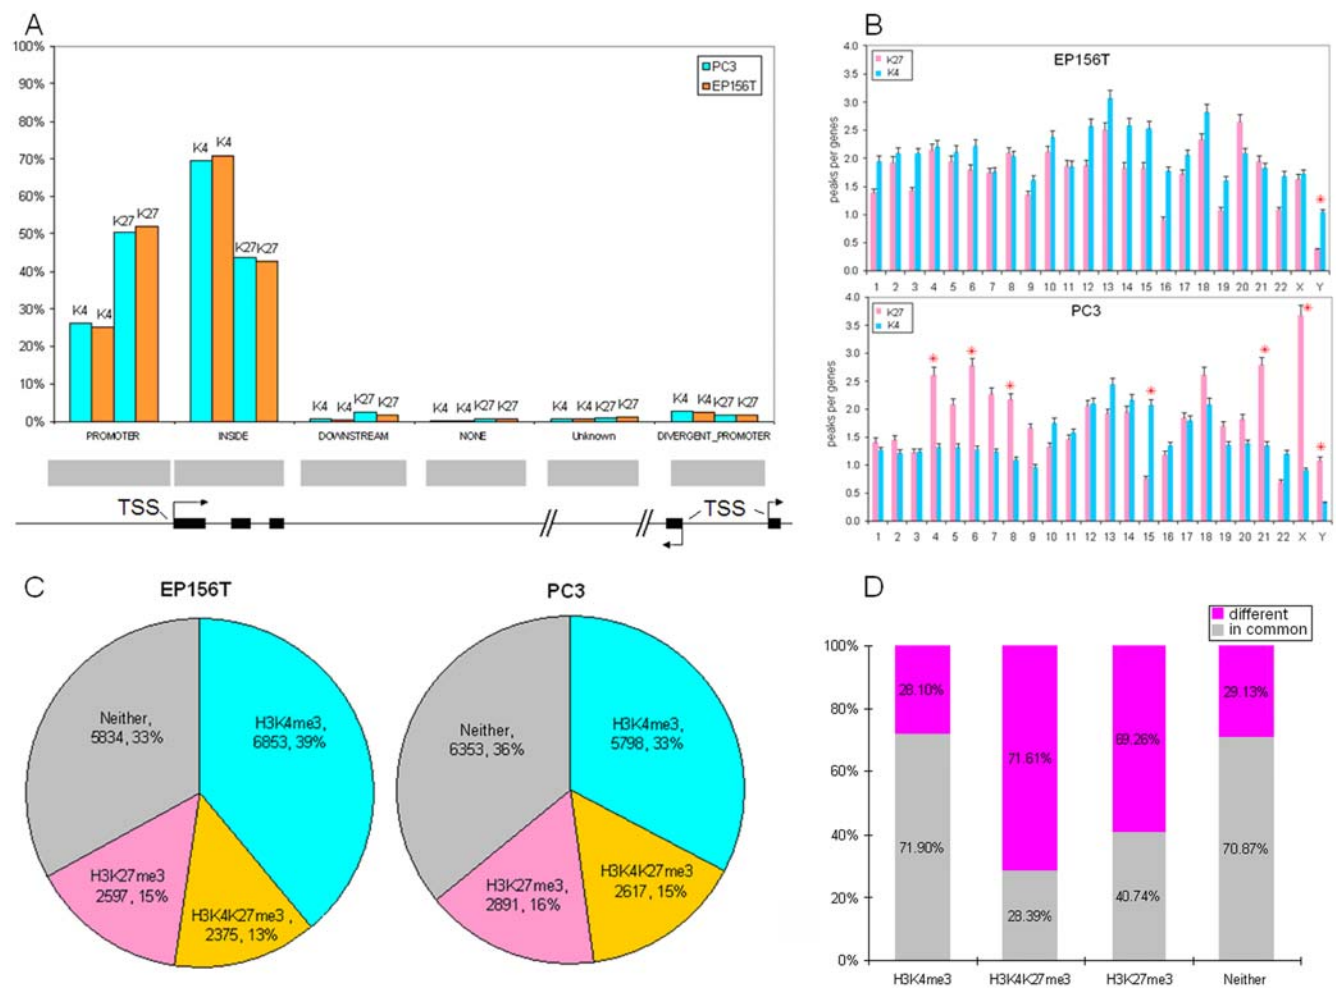 A
100%
90%
80%
70%
60%
50%
40%
30%
20%
10%
0%
PC3
EP156T
K4
K4
K27
K27
K4
K4
K27
K27
K4
K4
K27
K27
K4
K4
K27
K27
K4
K4
K27
K27
K4
K4
K27
K27
PROMOTER
INSIDE
DOWNSTREAM
NONE
Unknown
DIVERGENT_PROMOTER
TSS
TSS
B
EP156T
K27
K4
peaks per genes
4.0
3.5
3.0
2.5
2.0
1.5
1.0
0.5
0.0
1 2 3 4 5 6 7 8 9 10 11 12 13 14 15 16 17 18 19 20 21 22 X Y
PC3
K27
K4
peaks per genes
4.0
3.5
3.0
2.5
2.0
1.5
1.0
0.5
0.0
1 2 3 4 5 6 7 8 9 10 11 12 13 14 15 16 17 18 19 20 21 22 X Y
C
EP156T
Neither,
5834, 33%
H3K4me3,
6853, 39%
H3K27me3
2597, 15%
H3K4K27me3 ,
2375, 13%
PC3
Neither,
6353, 36%
H3K4me3,
5798, 33%
H3K27me3,
2891, 16%
H3K4K27me3
2617, 15%
D
different
in common
100%
80%
60%
40%
20%
0%
28.10%
71.61%
69.26%
29.13%
71.90%
28.39%
40.74%
70.87%
H3K4me3
H3K4K27me3
H3K27me3
Neither